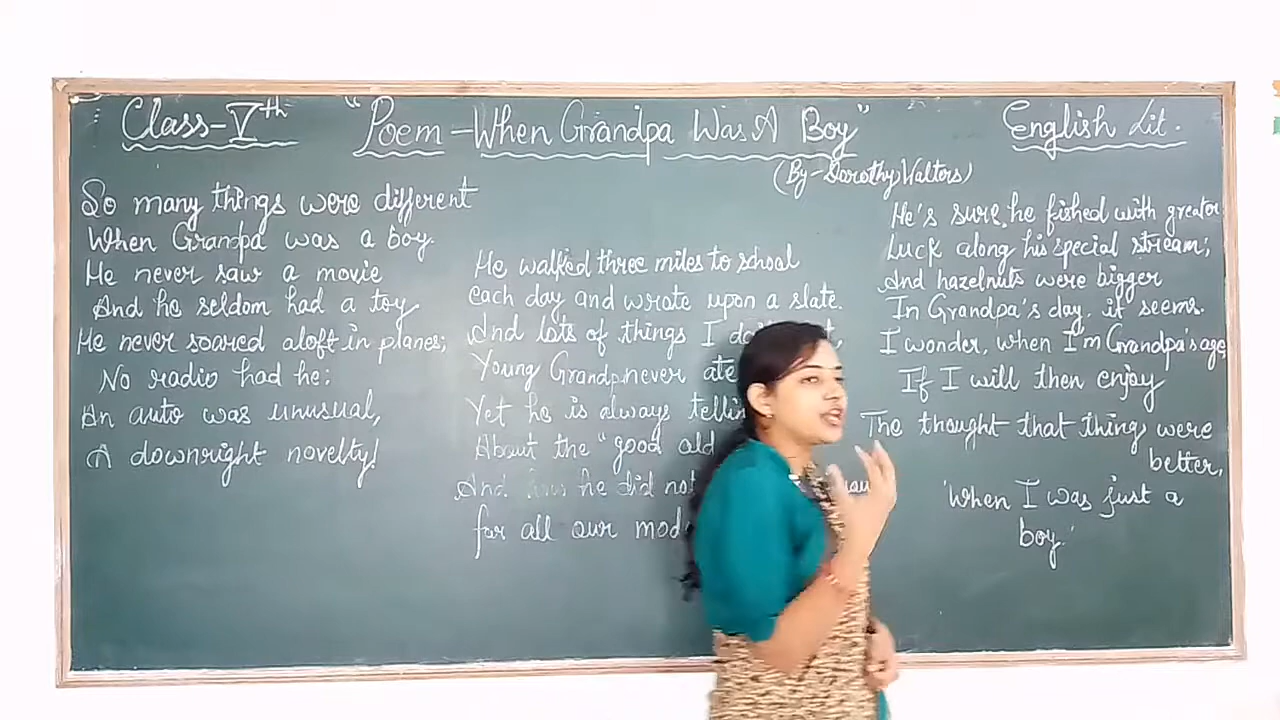 Class-Vth
"Poem-When Grandpa Was A Boy"
English Lit.
(By-Dorothy Walters)
So many things were different
When Grandpa was a boy.
He never saw a movie
And he seldom had a toy
He never soared aloft in planes;
No radio had he:
An auto was unusual,
A downright novelty!
He walked three miles to school
each day and wrote upon a slate.
And lots of things I
Young Grandp never ate
Yet he is always
About the "good old
And how he did not
for all our
He's sure, he fished with greater
Luck along his special stream;
And hazelnuts were bigger
In Grandpa's day, it seems.
I wonder, when I'm Grandpa's age,
If I will then enjoy
The thought that things were
better,
'When I was just a
boy.'